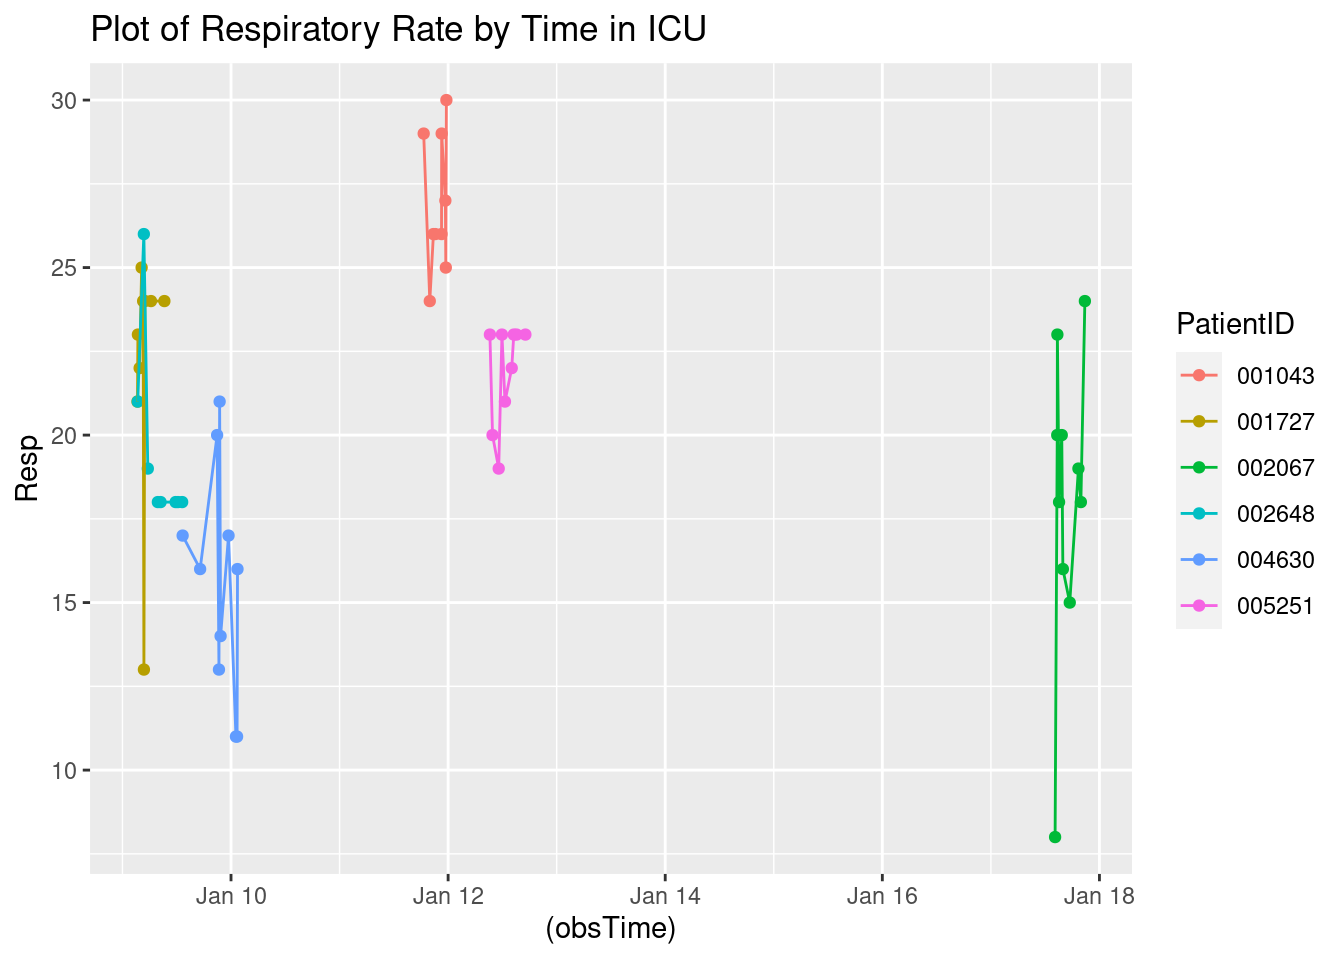 Plot of Respiratory Rate by Time in ICU
30
25
20
15
10
Resp
Jan 10
Jan 12
Jan 14
Jan 16
Jan 18
(obsTime)
PatientID
001043
001727
002067
002648
004630
005251